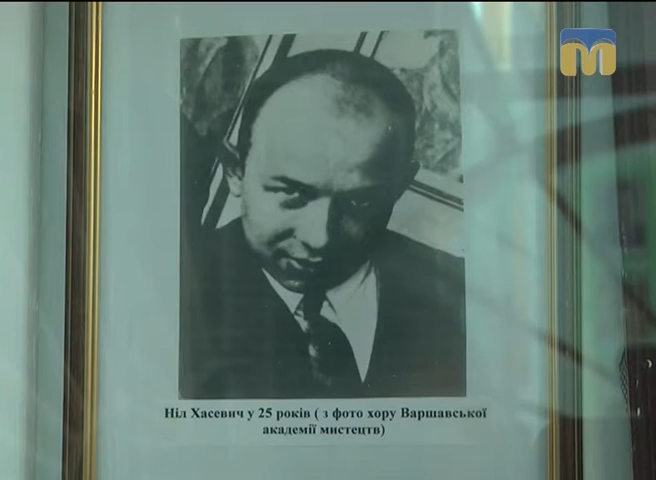 Ніл Хасевич у 25 років ( з фото хору Варшавської
академії мистецтв)